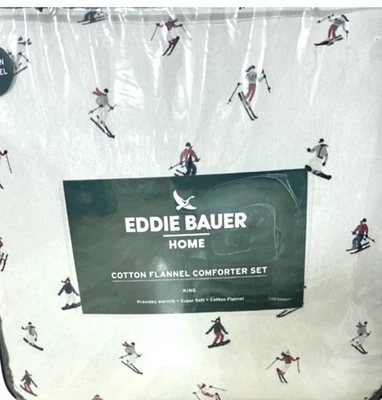 EDDIE BAUER
HOME
COTTON FLANNEL COMFORTER SET
KING
Provides warmth • Super Soft • Cotton Flannel